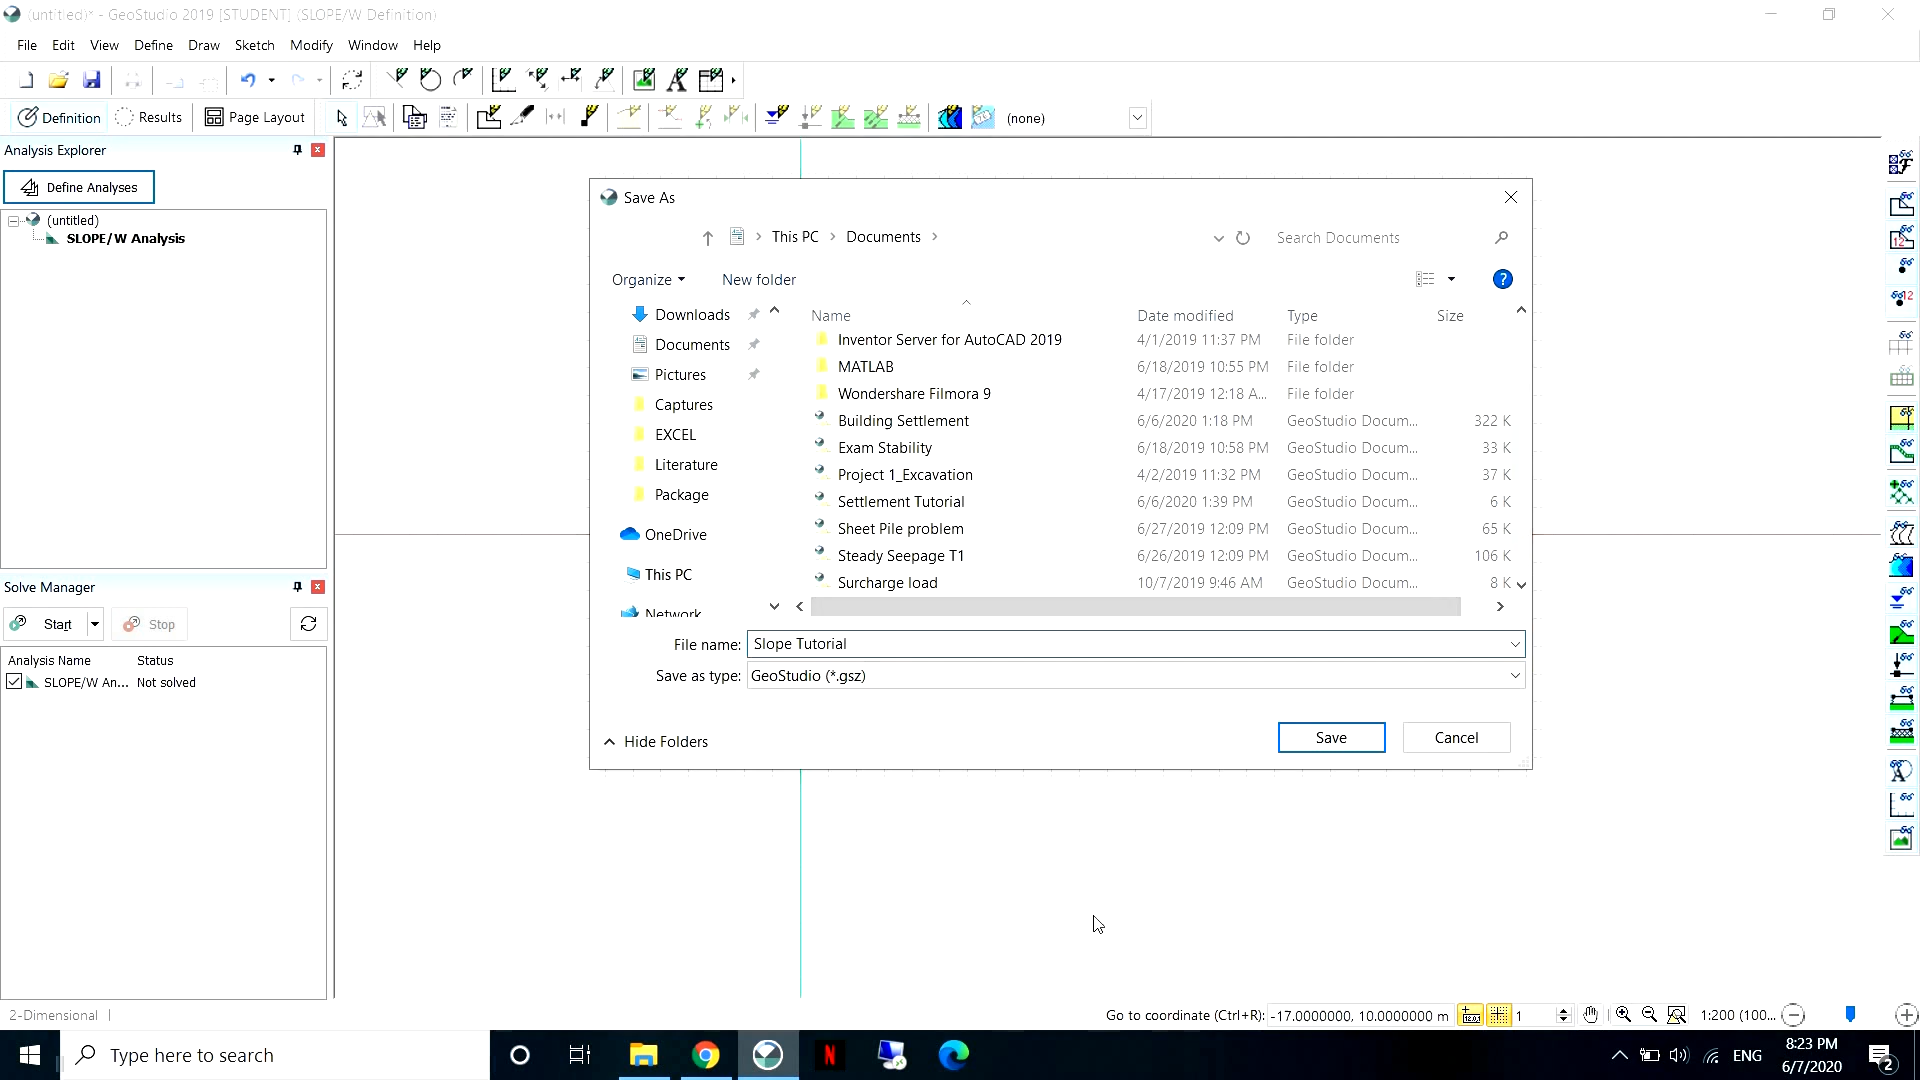 (untitled)* - GeoStudio 2019 [STUDENT] (SLOPE/W Definition)
File Edit View Define Draw Sketch Modify Window Help
Definition Results Page Layout (none)
Analysis Explorer
Define Analyses
(untitled)
SLOPE/W Analysis
Solve Manager
Start Stop
Analysis Name Status
SLOPE/W An... Not solved
Save As
This PC Documents Search Documents
Organize New folder
Downloads
Documents
Pictures
Captures
EXCEL
Literature
Package
OneDrive
This PC
Network
Name Date modified Type Size
Inventor Server for AutoCAD 2019 4/1/2019 11:37 PM File folder
MATLAB 6/18/2019 10:55 PM File folder
Wondershare Filmora 9 4/17/2019 12:18 A... File folder
Building Settlement 6/6/2020 1:18 PM GeoStudio Docum... 322 K
Exam Stability 6/18/2019 10:58 PM GeoStudio Docum... 33 K
Project 1_Excavation 4/2/2019 11:32 PM GeoStudio Docum... 37 K
Settlement Tutorial 6/6/2020 1:39 PM GeoStudio Docum... 6 K
Sheet Pile problem 6/27/2019 12:09 PM GeoStudio Docum... 65 K
Steady Seepage T1 6/26/2019 12:09 PM GeoStudio Docum... 106 K
Surcharge load 10/7/2019 9:46 AM GeoStudio Docum... 8 K
File name: Slope Tutorial
Save as type: GeoStudio (*.gsz)
Hide Folders Save Cancel
2-Dimensional
Go to coordinate (Ctrl+R): -17.0000000, 10.0000000 m 1 1:200 (100...
Type here to search
ENG
8:23 PM
6/7/2020
2